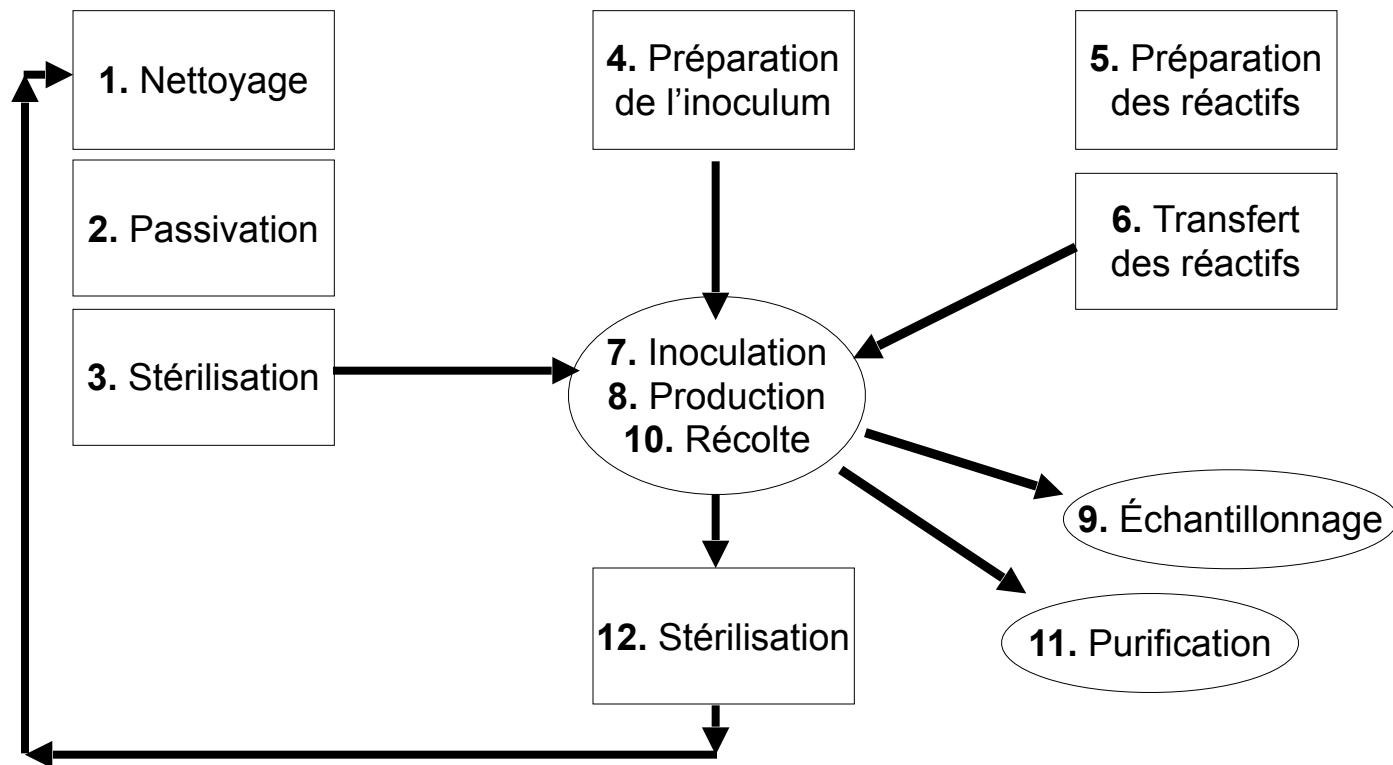 1. Nettoyage
2. Passivation
3. Stérilisation
4. Préparation
de l’inoculum
5. Préparation
des réactifs
6. Transfert
des réactifs
7. Inoculation
8. Production
10. Récolte
9. Échantillonnage
11. Purification
12. Stérilisation